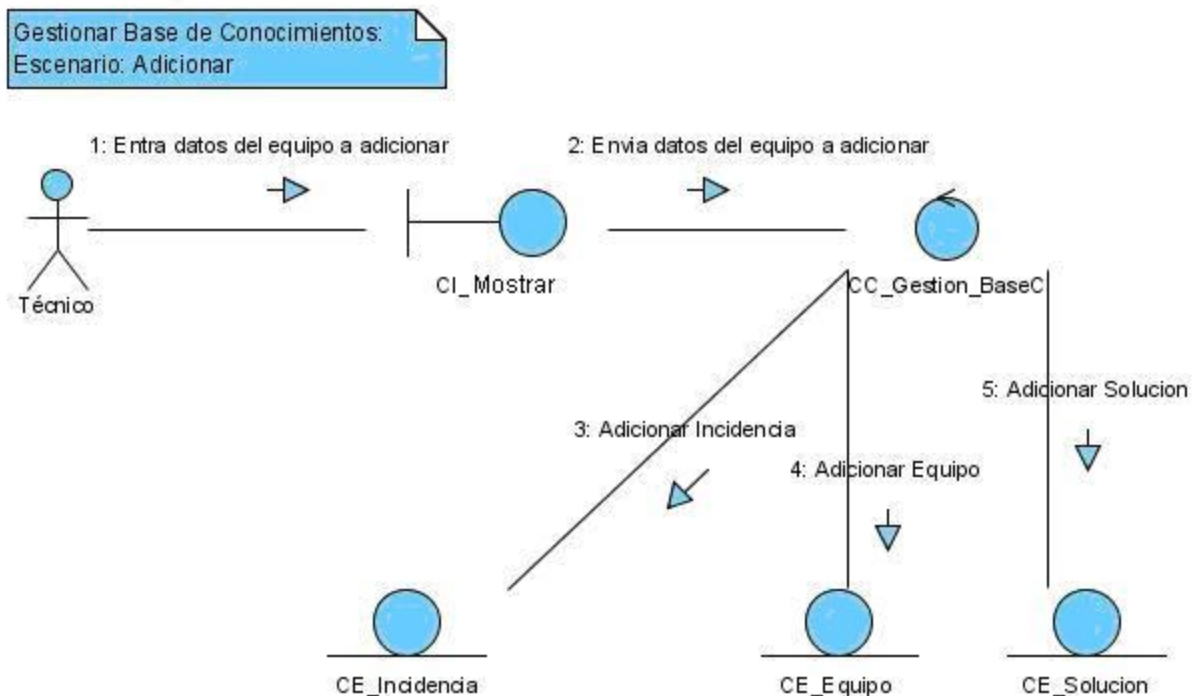 Gestionar Base de Conocimientos:
Escenario: Adicionar
1: Entra datos del equipo a adicionar
2: Envia datos del equipo a adicionar
Técnico
CI_Mostrar
CC_Gestion_BaseC
5: Adicionar Solucion
3: Adicionar Incidencia
4: Adicionar Equipo
CE_Incidencia
CE_Equipo
CE_Solucion